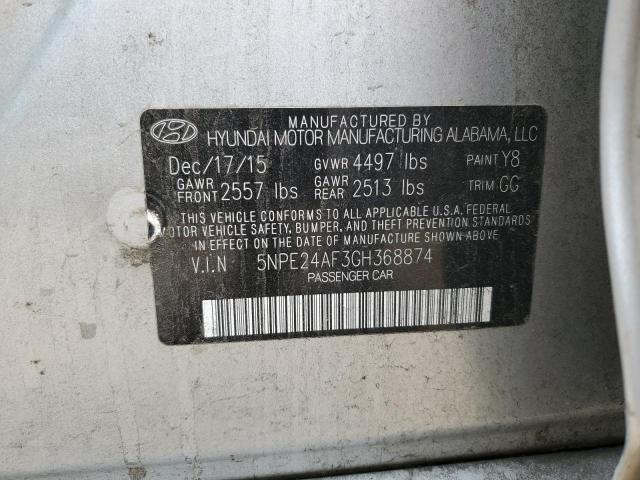 MANUFACTURED BY
HYUNDAI MOTOR MANUFACTURING ALABAMA, LLC
Dec/17/15 GVWR 4497 lbs PAINT Y8
GAWR FRONT 2557 lbs GAWR REAR 2513 lbs TRIM GG
THIS VEHICLE CONFORMS TO ALL APPLICABLE U.S.A. FEDERAL
MOTOR VEHICLE SAFETY, BUMPER, AND THEFT PREVENTION STANDARDS
IN EFFECT ON THE DATE OF MANUFACTURE SHOWN ABOVE.
V.I.N 5NPE24AF3GH368874
PASSENGER CAR